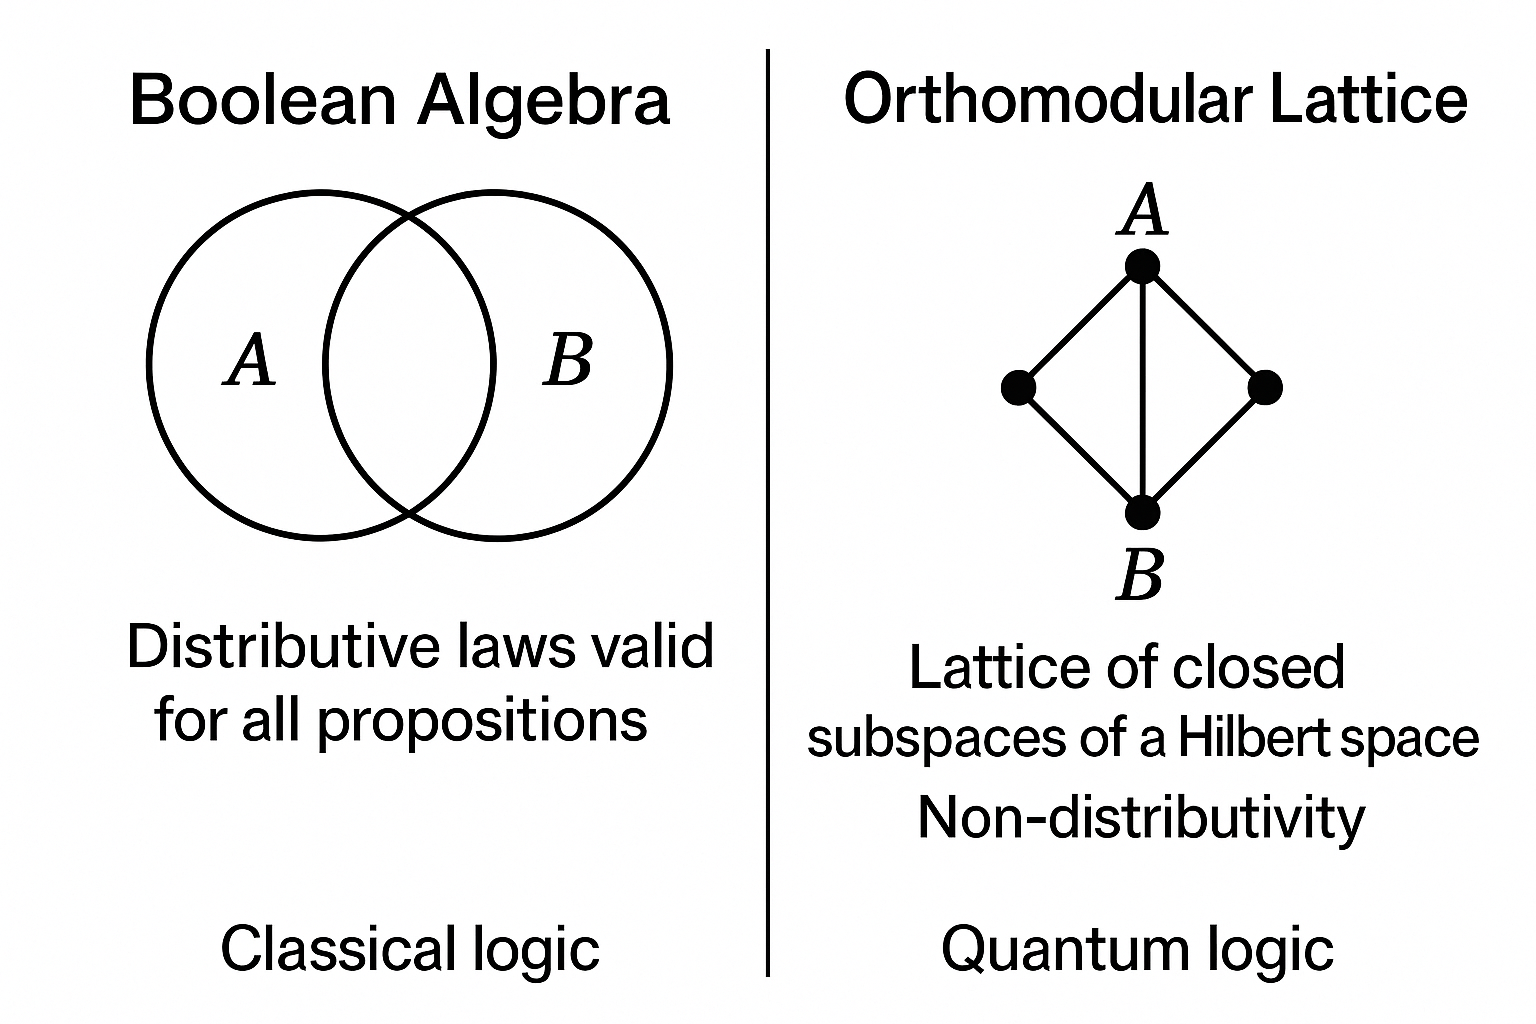 Boolean Algebra
A
B
Distributive laws valid
for all propositions
Classical logic
Orthomodular Lattice
A
B
Lattice of closed
subspaces of a Hilbert space
Non-distributivity
Quantum logic